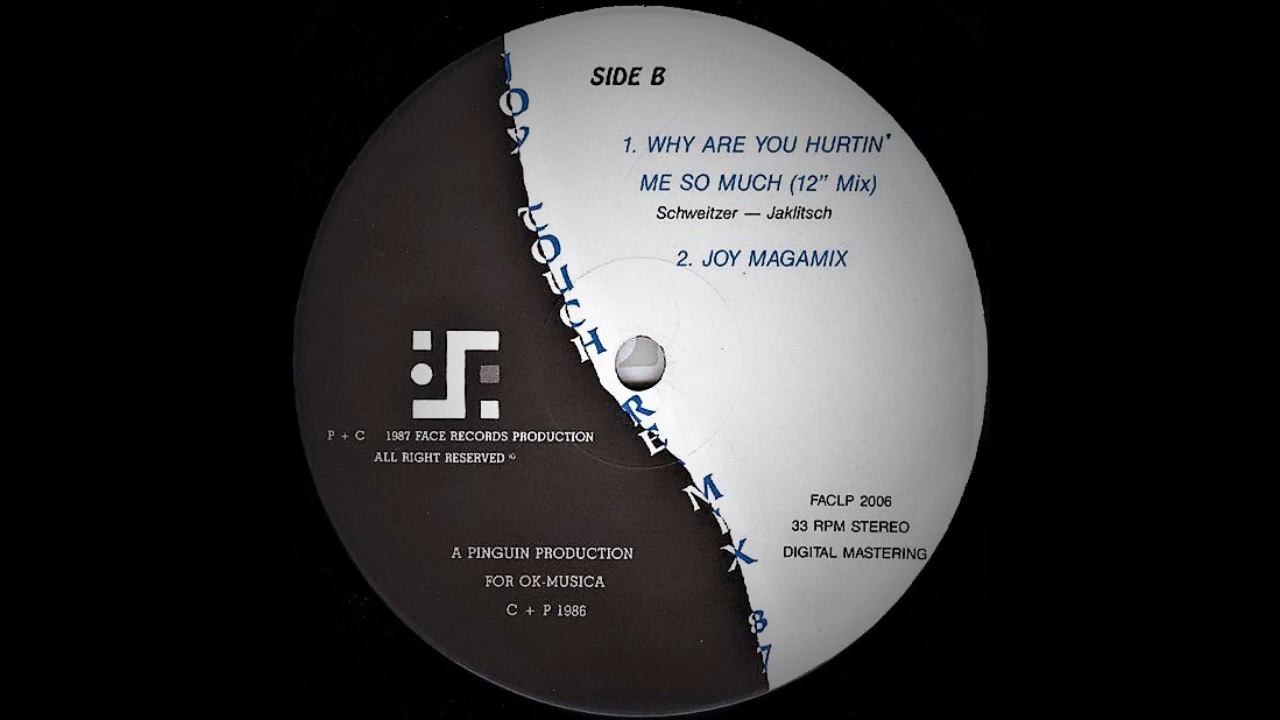 SIDE B
1. WHY ARE YOU HURTIN'
ME SO MUCH (12" Mix)
Schweitzer — Jaklitsch
2. JOY MAGAMIX
JOY TOUCH RE-MIX 87
P + C 1987 FACE RECORDS PRODUCTION
ALL RIGHT RESERVED ©
A PINGUIN PRODUCTION
FOR OK-MUSICA
C + P 1986
FACLP 2006
33 RPM STEREO
DIGITAL MASTERING